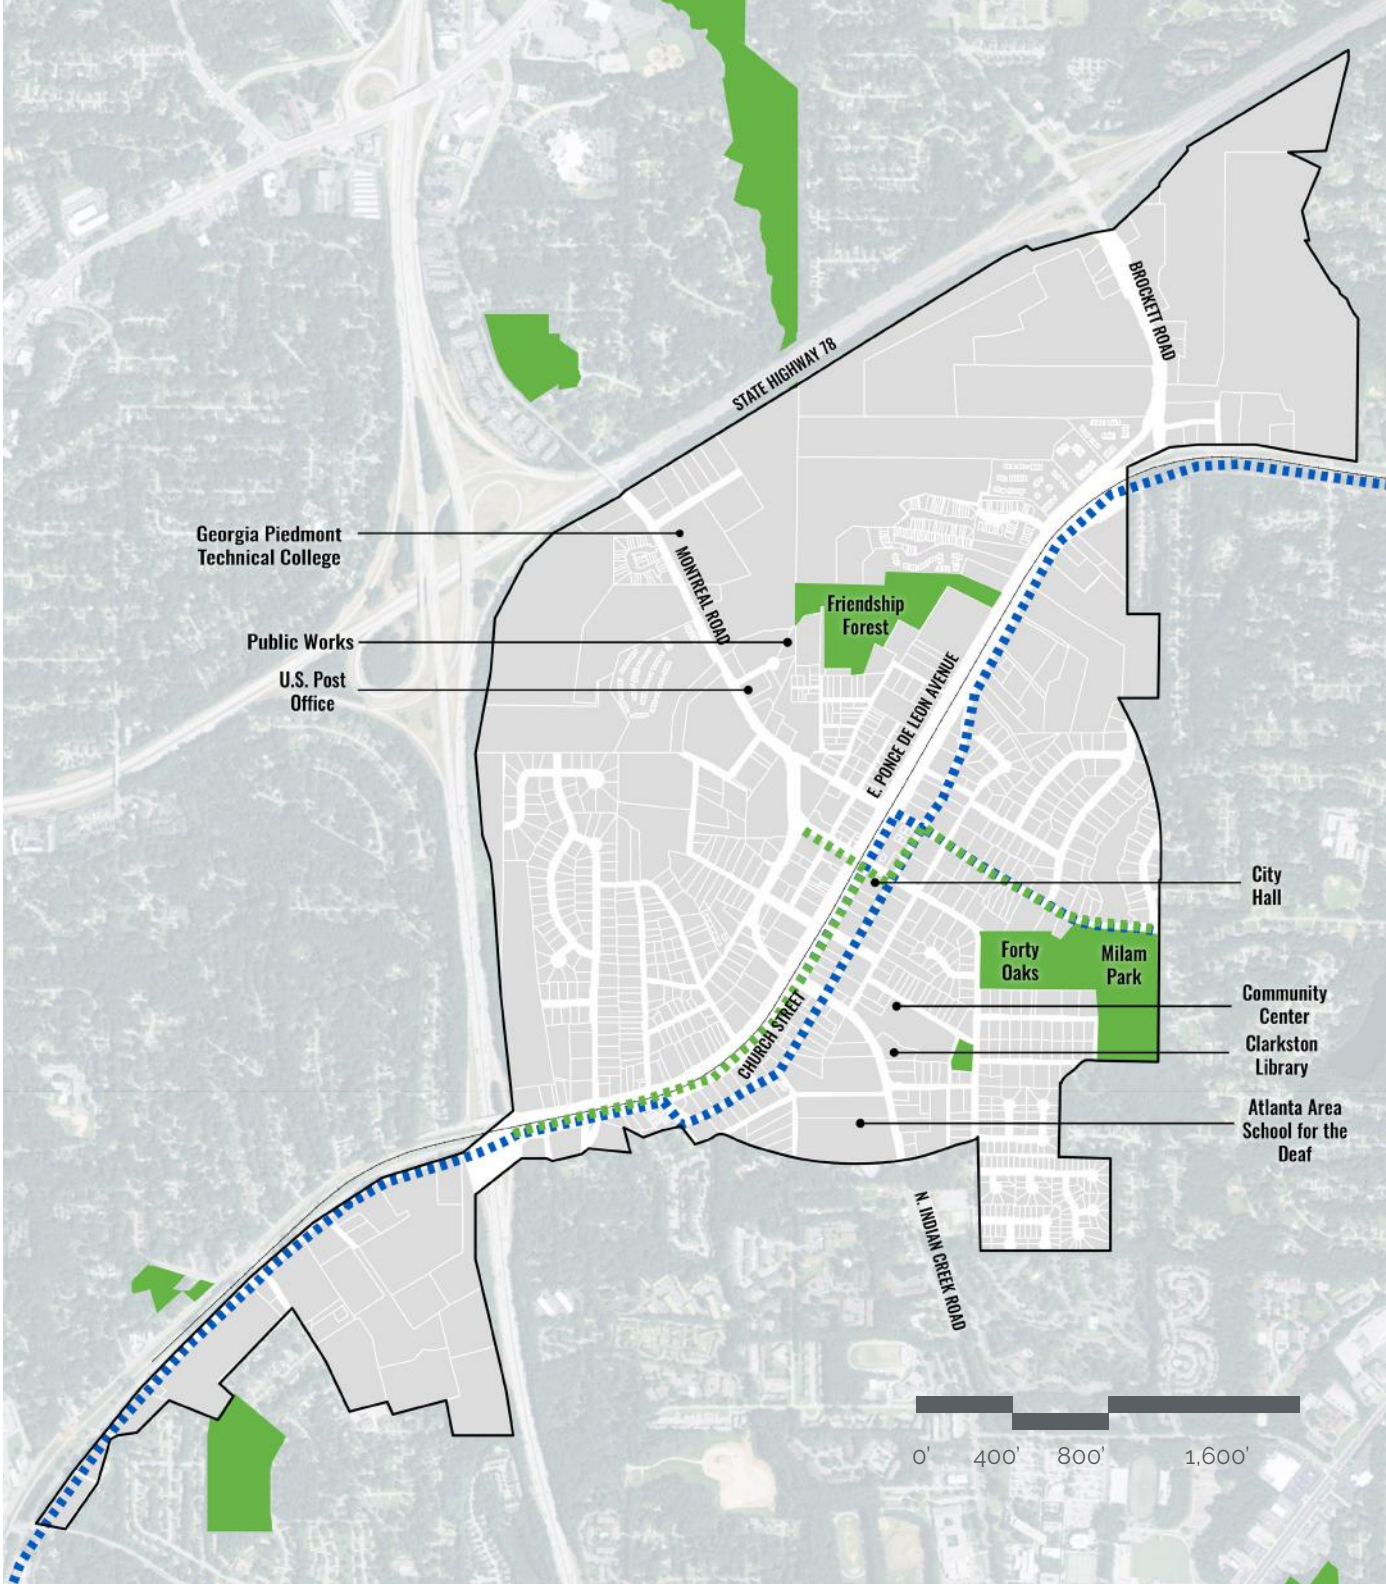 STATE HIGHWAY 78
BROCKETT ROAD
Georgia Piedmont
Technical College
MONTREAL ROAD
Friendship
Forest
Public Works
U.S. Post
Office
E. PONCE DE LEON AVENUE
City
Hall
Forty
Oaks
Milam
Park
Community
Center
CHURCH STREET
Clarkston
Library
Atlanta Area
School for the
Deaf
N. INDIAN CREEK ROAD
0' 400' 800' 1,600'